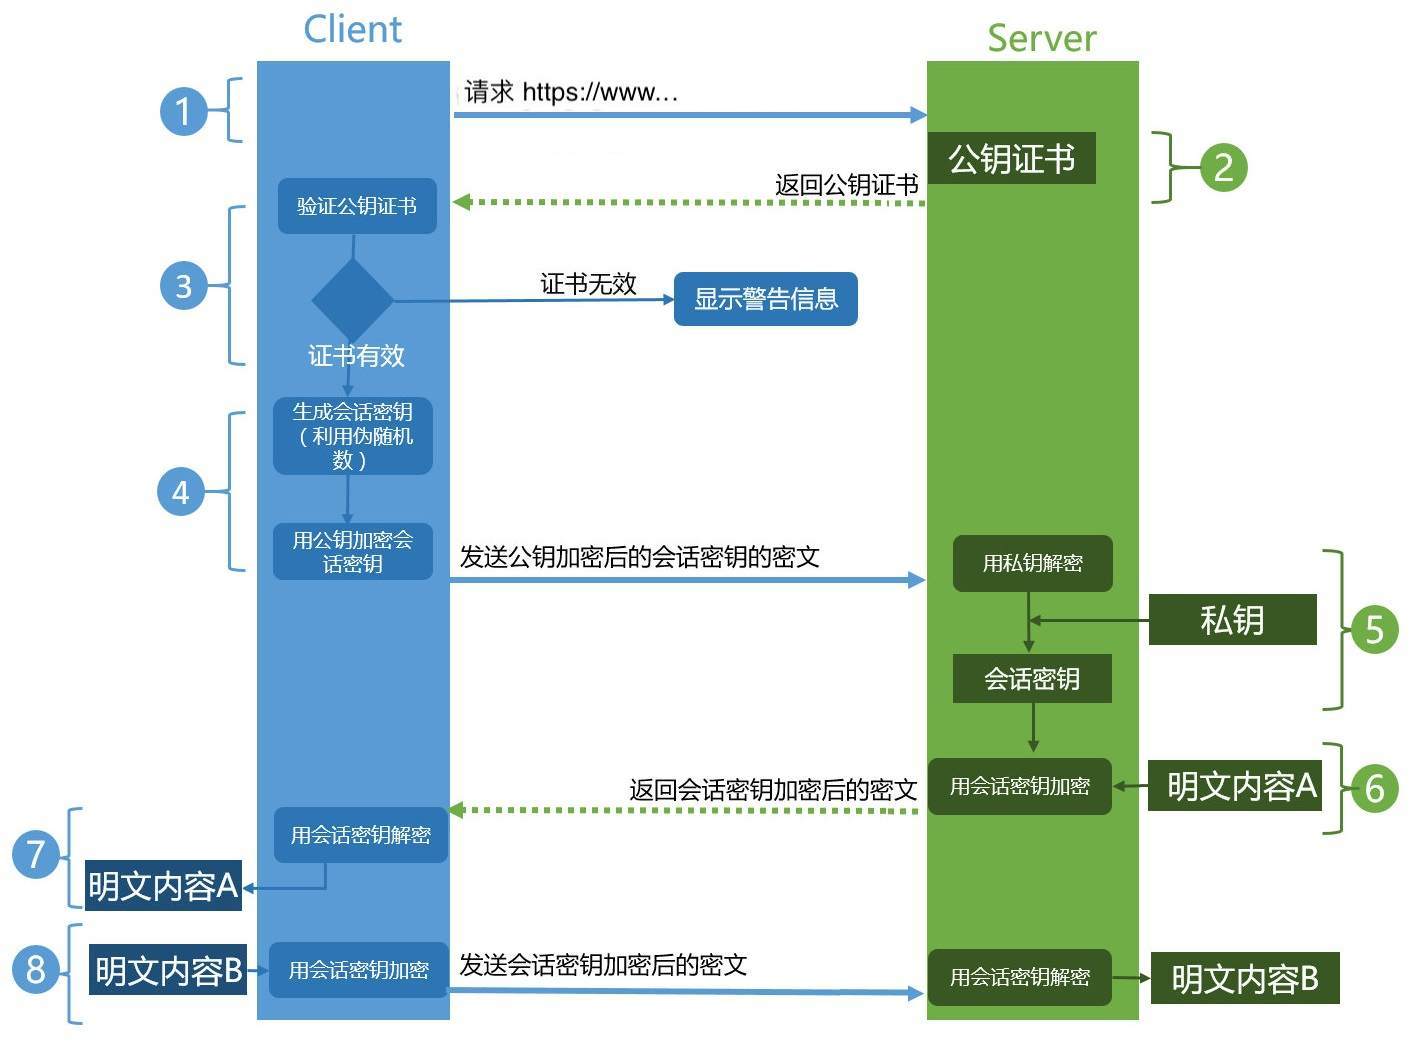 Client
Server
1
请求 https://www...
公钥证书
2
返回公钥证书
验证公钥证书
3
证书无效
显示警告信息
证书有效
生成会话密钥
（利用伪随机
数）
4
用公钥加密会
话密钥
发送公钥加密后的会话密钥的密文
用私钥解密
私钥
5
会话密钥
返回会话密钥加密后的密文
用会话密钥加密
明文内容A
6
用会话密钥解密
7
明文内容A
8
明文内容B
用会话密钥加密
发送会话密钥加密后的密文
用会话密钥解密
明文内容B